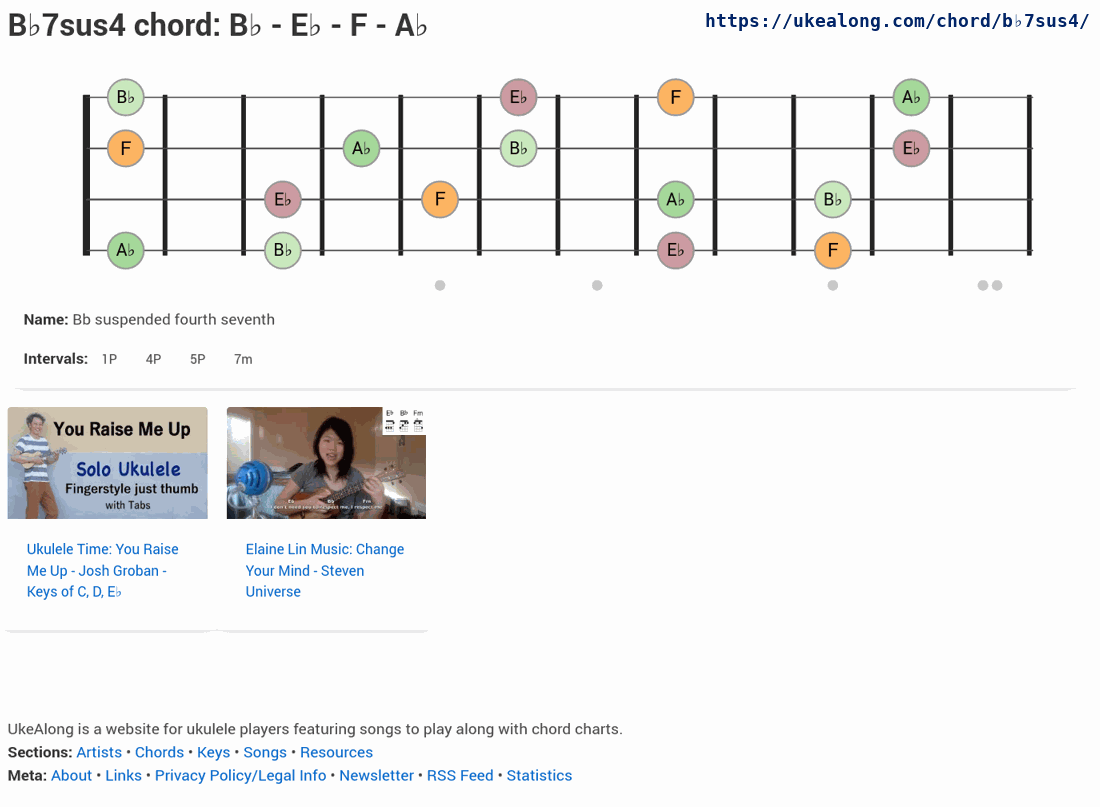 B♭7sus4 chord: B♭ - E♭ - F - A♭
https://ukealong.com/chord/b♭7sus4/
B♭ E♭ F A♭
F A♭ B♭ E♭
E♭ F A♭ B♭
A♭ B♭ E♭ F
Name: Bb suspended fourth seventh
Intervals: 1P 4P 5P 7m
You Raise Me Up
Solo Ukulele
Fingerstyle just thumb
with Tabs
E♭ B♭ Fm
Ukulele Time: You Raise
Me Up - Josh Groban -
Keys of C, D, E♭
Elaine Lin Music: Change
Your Mind - Steven
Universe
UkeAlong is a website for ukulele players featuring songs to play along with chord charts.
Sections: Artists • Chords • Keys • Songs • Resources
Meta: About • Links • Privacy Policy/Legal Info • Newsletter • RSS Feed • Statistics